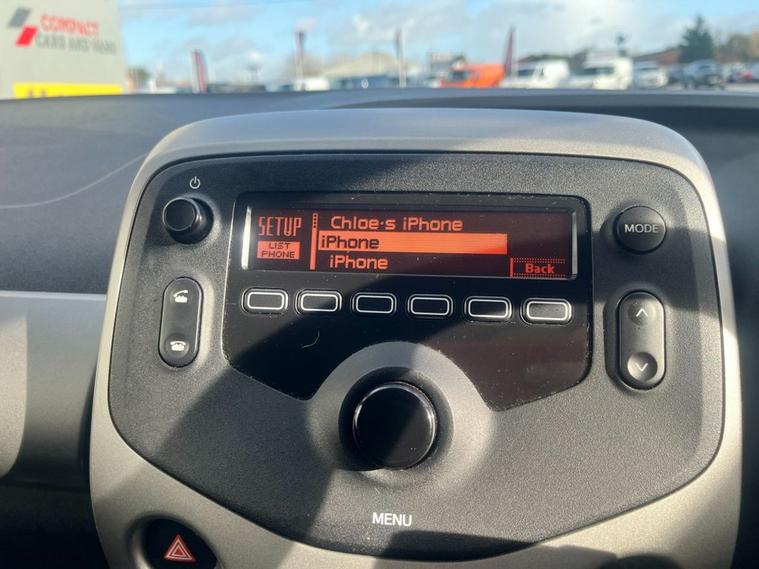 COMPACT
CARS AND VANS
SETUP
LIST
PHONE
Chloe·s iPhone
iPhone
iPhone
Back
MODE
MENU